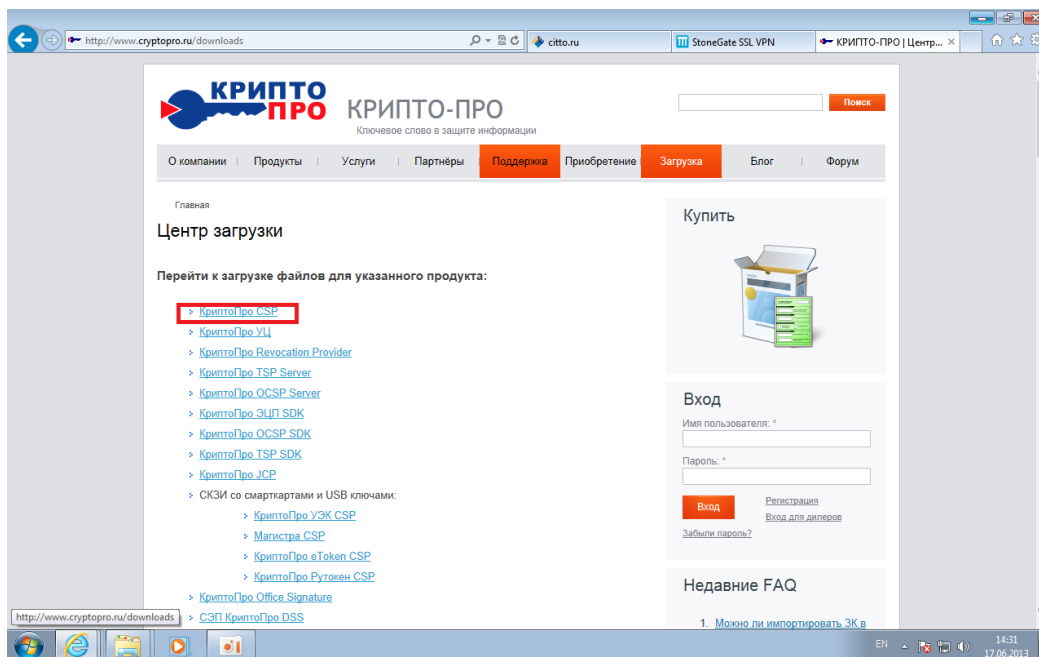 http://www.cryptopro.ru/downloads
citto.ru
StoneGate SSL VPN
КРИПТО-ПРО | Центр...
КРИПТО
ПРО
КРИПТО-ПРО
Ключевое слово в защите информации
Поиск
О компании
Продукты
Услуги
Партнёры
Поддержка
Приобретение
Загрузка
Блог
Форум
Главная
Центр загрузки
Перейти к загрузке файлов для указанного продукта:
КриптоПро CSP
КриптоПро УЦ
КриптоПро Revocation Provider
КриптоПро TSP Server
КриптоПро OCSP Server
КриптоПро ЭЦП SDK
КриптоПро OCSP SDK
КриптоПро TSP SDK
КриптоПро JCP
СКЗИ со смарткартами и USB ключами:
КриптоПро УЭК CSP
Магистра CSP
КриптоПро eToken CSP
КриптоПро Рутокен CSP
КриптоПро Office Signature
СЭП КриптоПро DSS
Купить
Вход
Имя пользователя: *
Пароль: *
Вход
Регистрация
Вход для дилеров
Забыли пароль?
Недавние FAQ
1. Можно ли импортировать ЗК в
http://www.cryptopro.ru/downloads
EN
14:31
17.06.2013